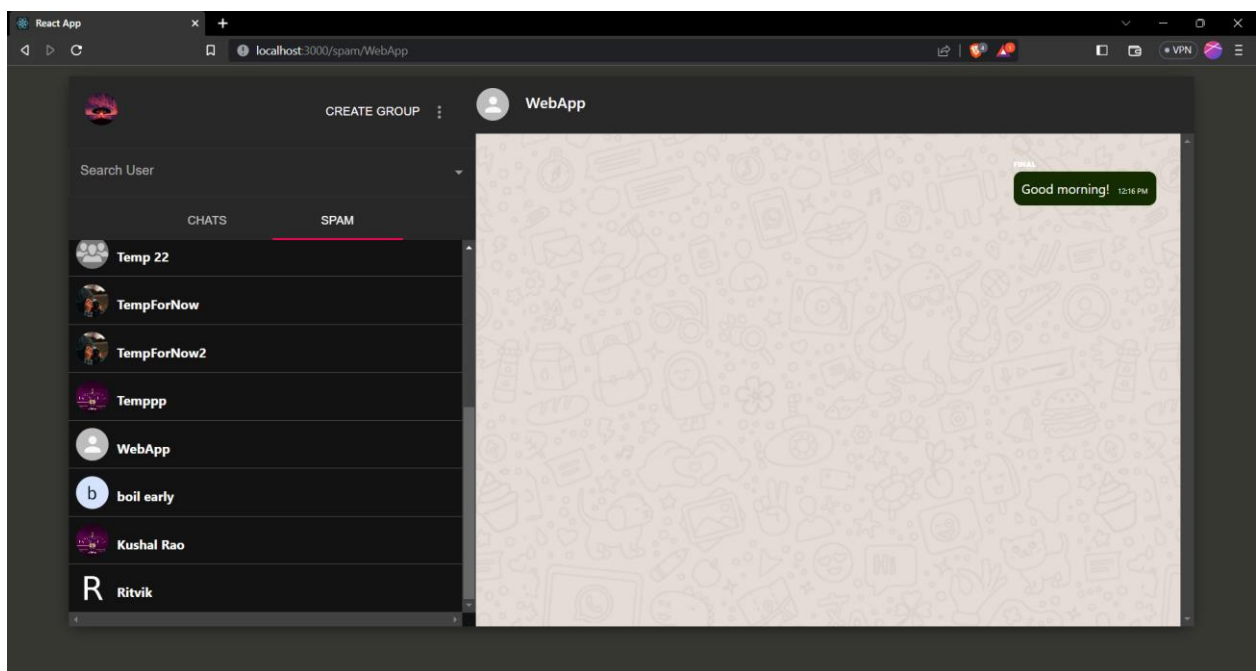 React App
localhost:3000/spam/WebApp
VPN
CREATE GROUP
WebApp
Search User
CHATS
SPAM
Temp 22
TempForNow
TempForNow2
Temppp
WebApp
b
boil early
Kushal Rao
R
Ritvik
FINAL
Good morning! 12:16 PM